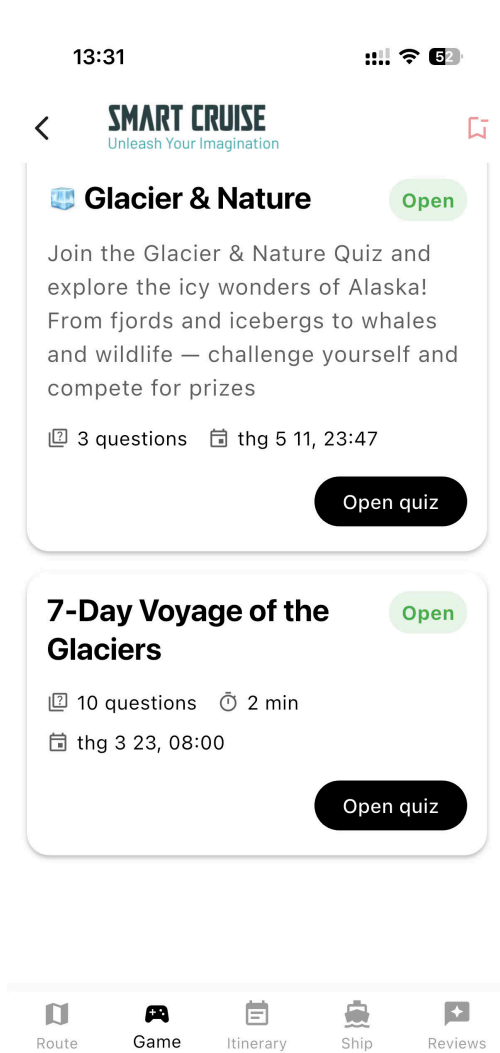 13:31
52
SMART CRUISE
Unleash Your Imagination
Glacier & Nature
Open
Join the Glacier & Nature Quiz and
explore the icy wonders of Alaska!
From fjords and icebergs to whales
and wildlife — challenge yourself and
compete for prizes
3 questions thg 5 11, 23:47
Open quiz
7-Day Voyage of the
Glaciers
Open
10 questions 2 min
thg 3 23, 08:00
Open quiz
Route Game Itinerary Ship Reviews